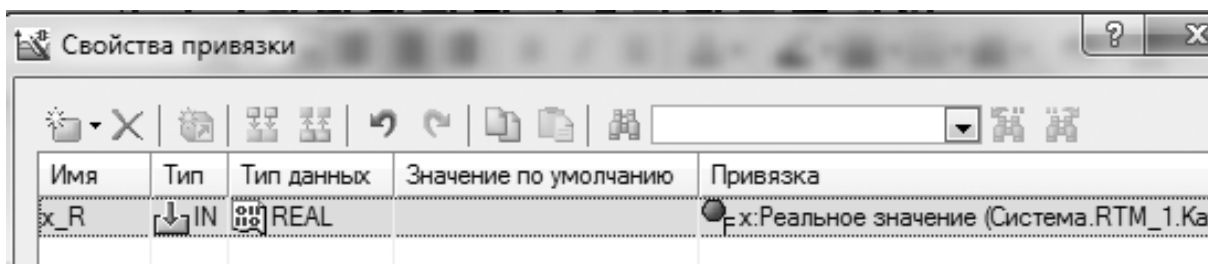 Свойства привязки
Имя Тип Тип данных Значение по умолчанию Привязка
x_R IN REAL x:Реальное значение (Система.RTM_1.Ка